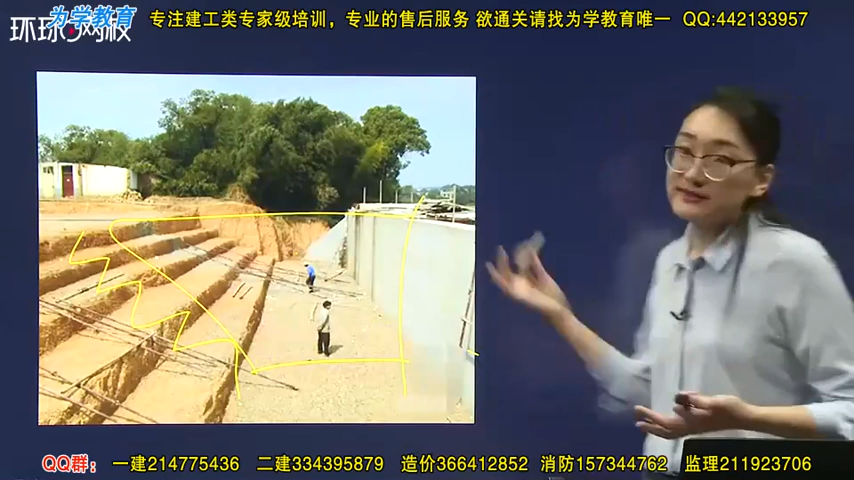 为学教育
环球网校
专注建工类专家级培训，专业的售后服务 欲通关请找为学教育唯一 QQ:442133957
QQ群： 一建214775436 二建334395879 造价366412852 消防157344762 监理211923706